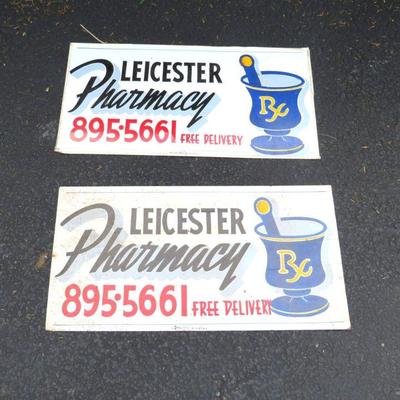 LEICESTER
Pharmacy
Rx
895·5661 FREE DELIVERY
LEICESTER
Pharmacy
Rx
895·5661 FREE DELIVERY